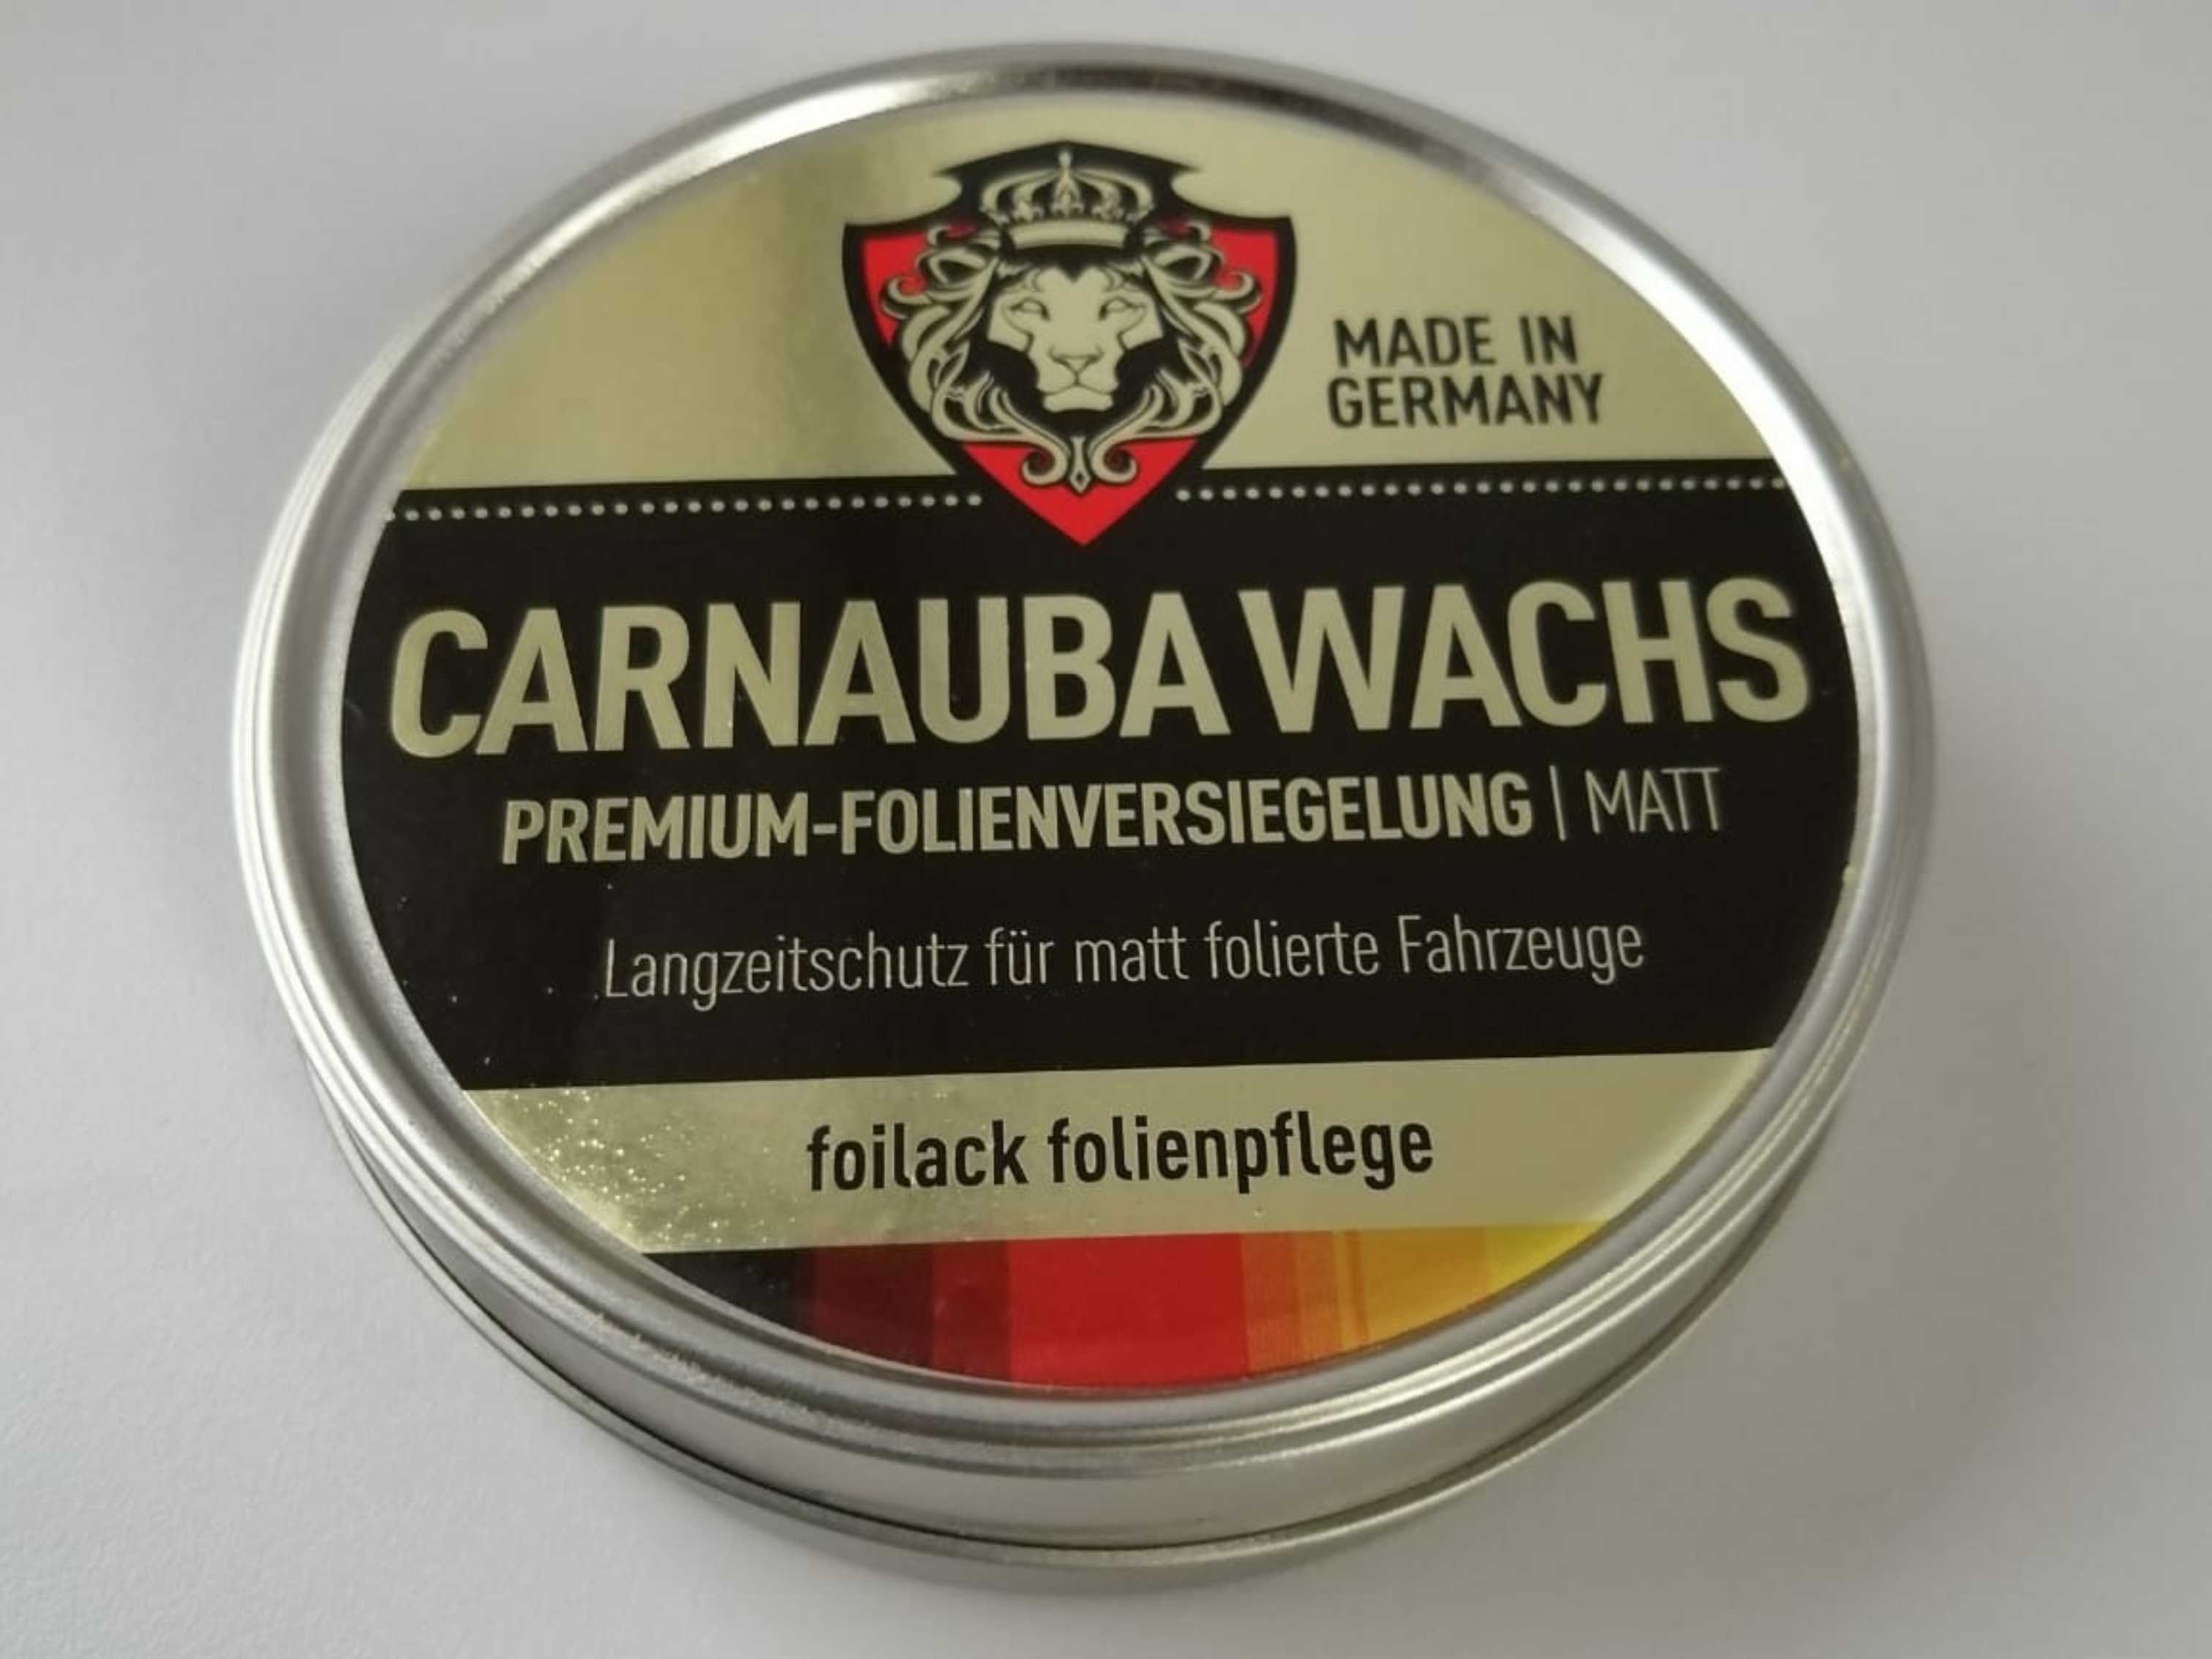 MADE IN
GERMANY
CARNAUBA WACHS
PREMIUM-FOLIENVERSIEGELUNG | MATT
Langzeitschutz für matt folierte Fahrzeuge
foilack folienpflege